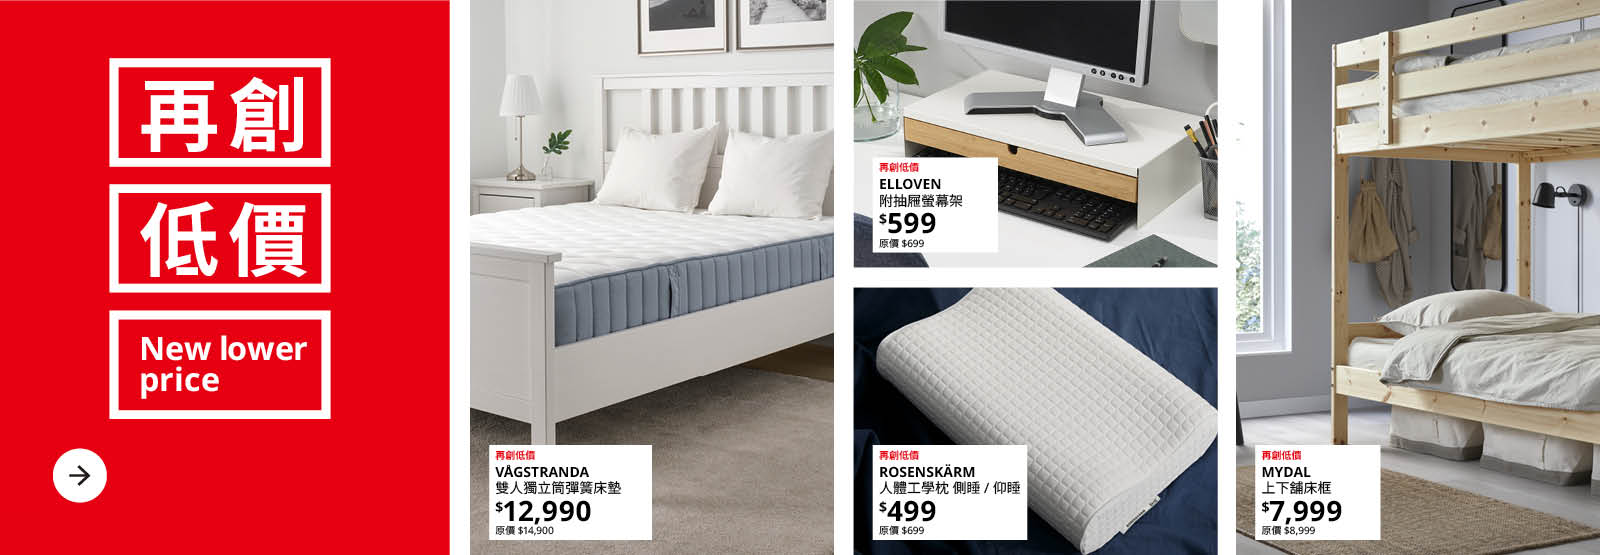 再創
低價
New lower
price
再創低價
VÅGSTRANDA
雙人獨立筒彈簧床墊
$12,990
原價 $14,900
再創低價
ELLOVEN
附抽屜螢幕架
$599
原價 $699
再創低價
ROSENSKÄRM
人體工學枕 側睡 / 仰睡
$499
原價 $699
再創低價
MYDAL
上下舖床框
$7,999
原價 $8,999